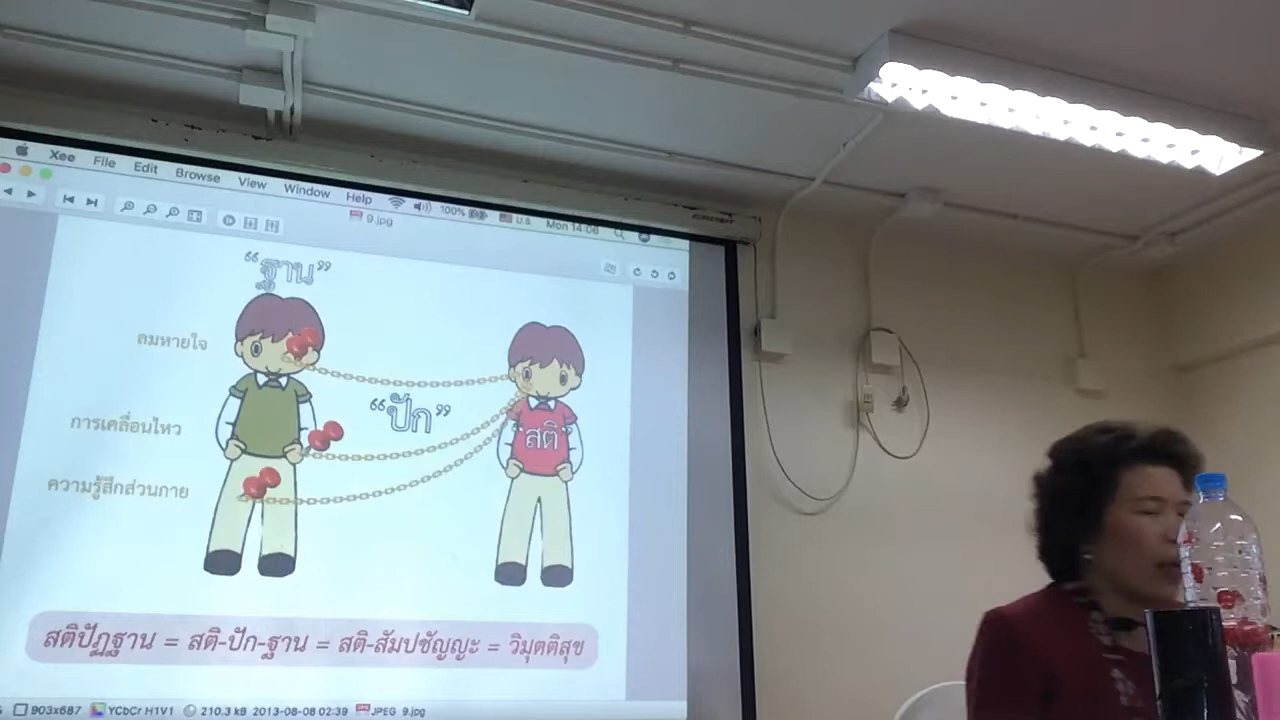 Xee File Edit Browse View Window Help 100% U.S. Mon 14:06
9.jpg
“ฐาน”
ลมหายใจ
“ปัก”
การเคลื่อนไหว
สติ
ความรู้สึกส่วนกาย
สติปัฏฐาน = สติ-ปัก-ฐาน = สติ-สัมปชัญญะ = วิมุตติสุข
903x687 YCbCr H1V1 210.3 kB 2013-08-08 02:39 JPEG 9.jpg